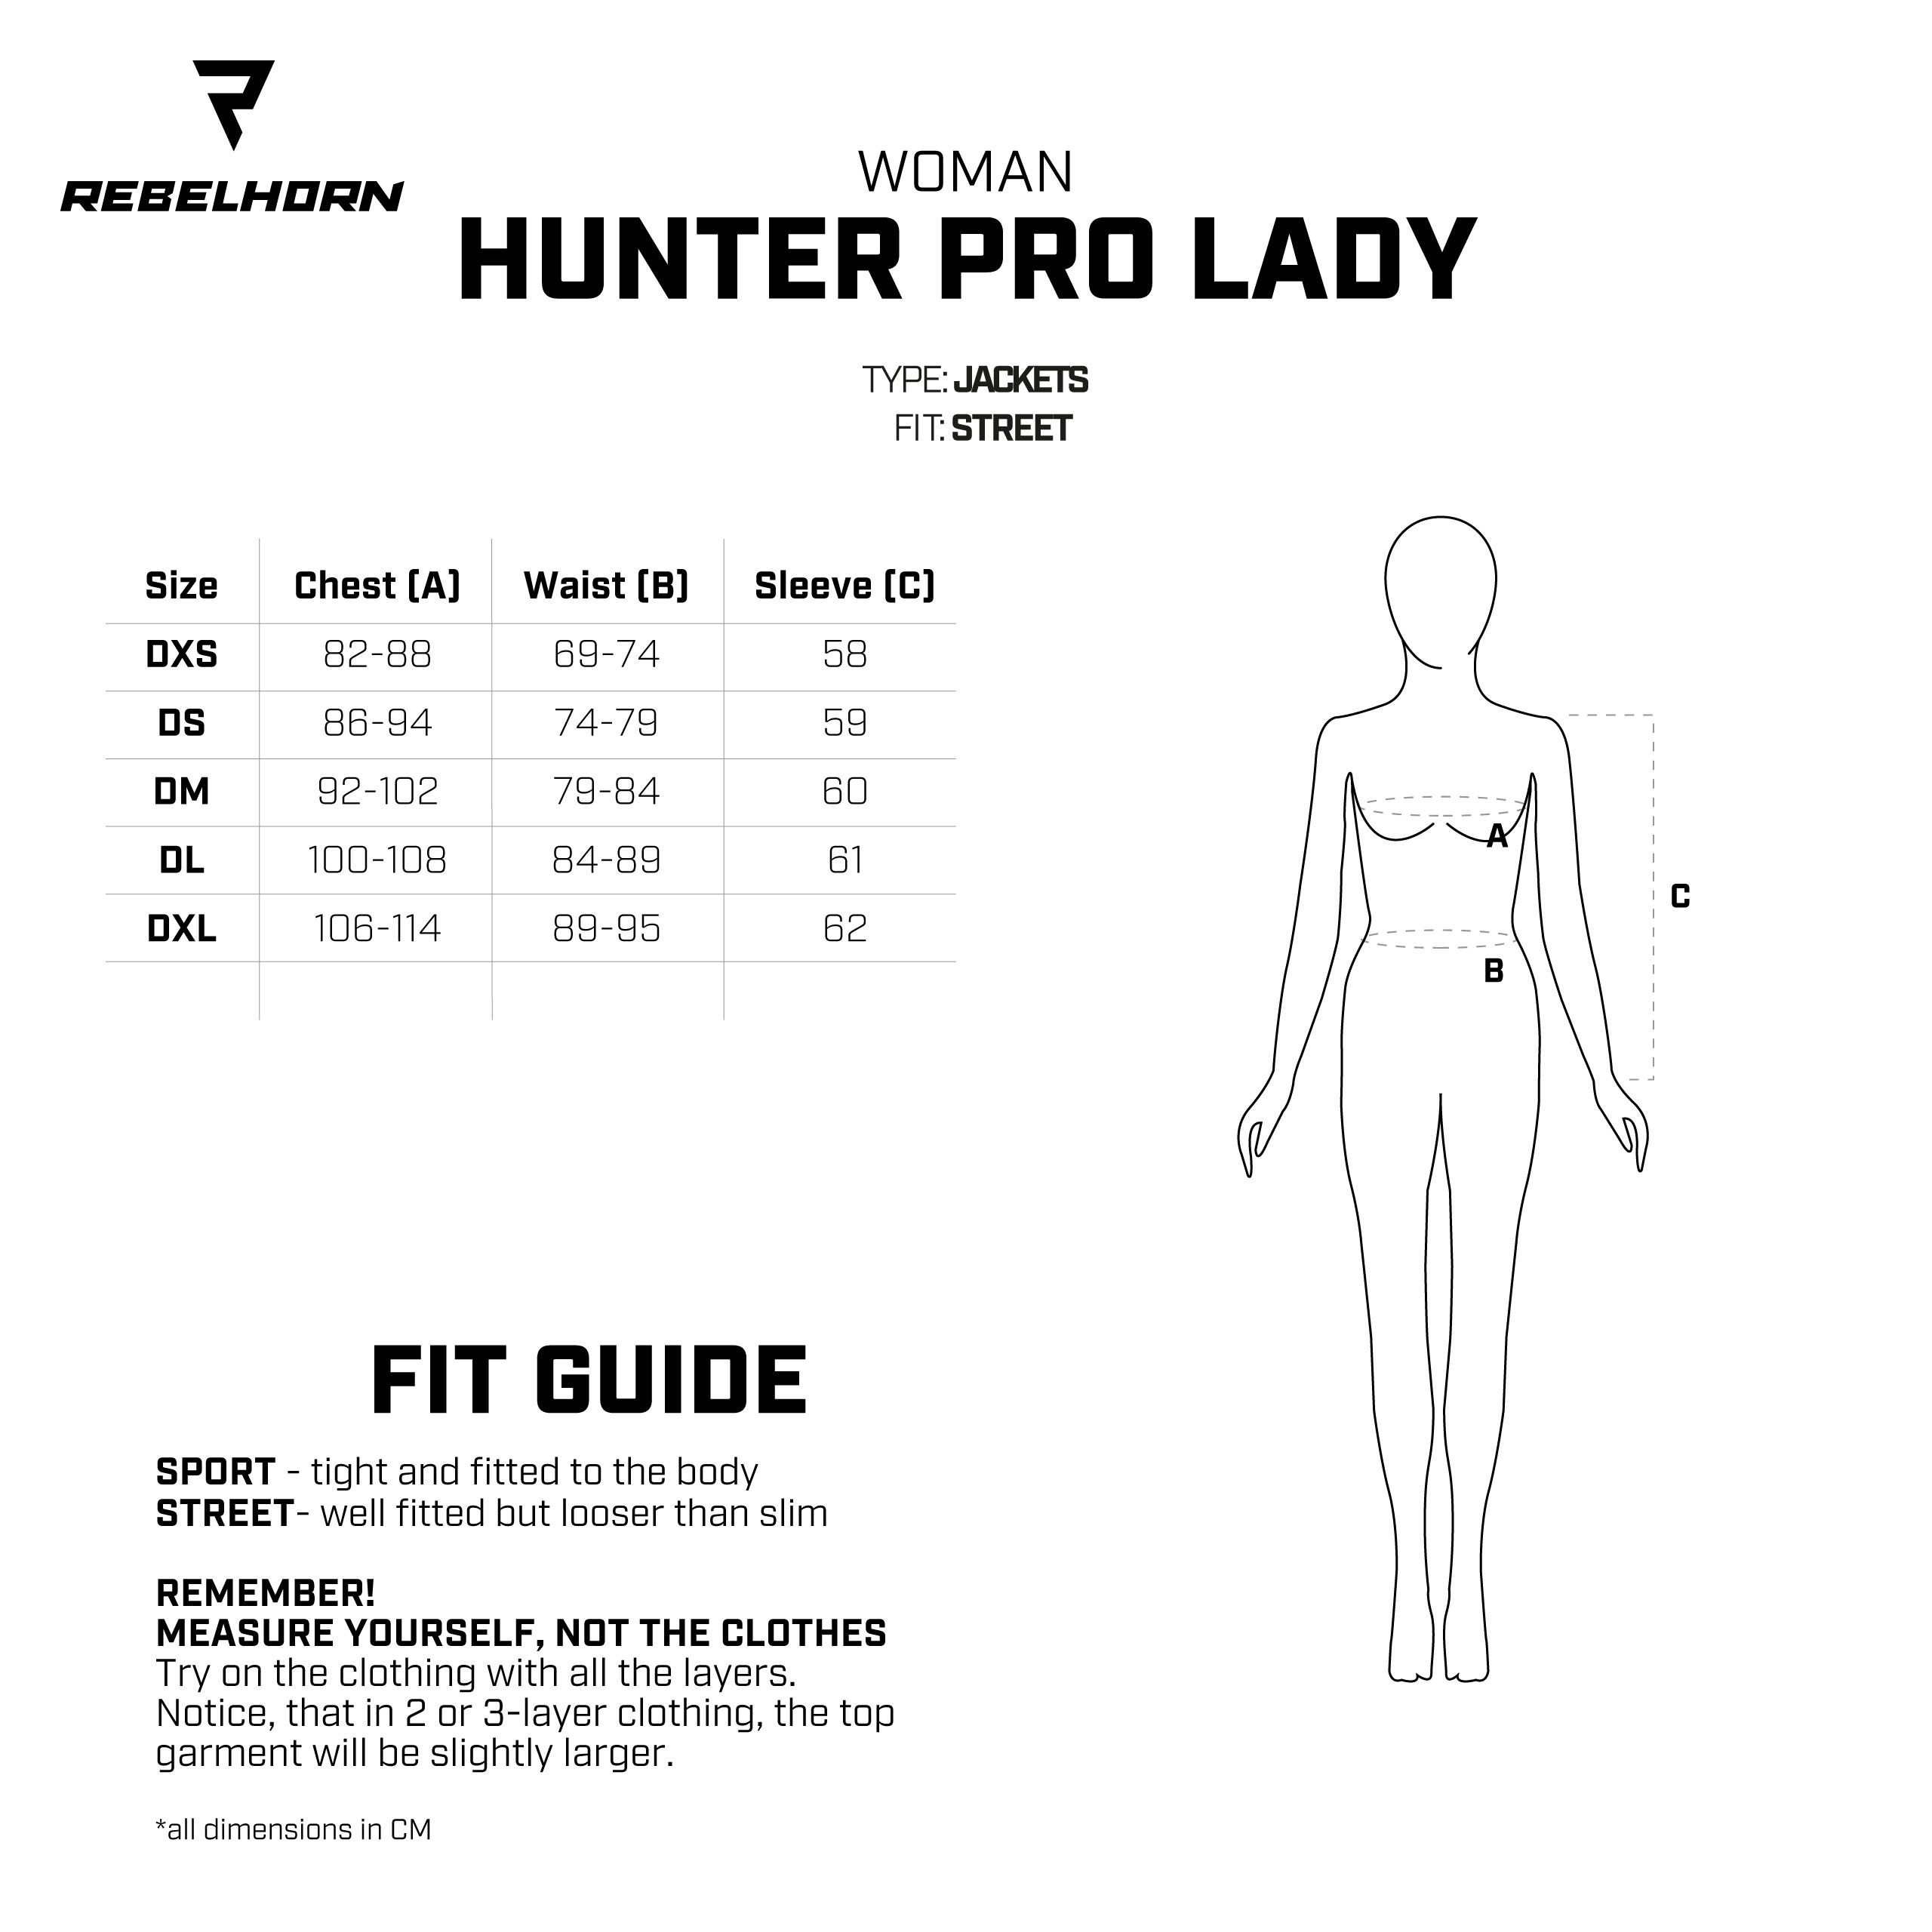 REBELHORN
WOMAN
HUNTER PRO LADY
TYPE: JACKETS
FIT: STREET
Size Chest (A) Waist (B) Sleeve (C)
DXS 82-88 69-74 58
DS 86-94 74-79 59
DM 92-102 79-84 60
DL 100-108 84-89 61
DXL 106-114 89-95 62
A
C
B
FIT GUIDE
SPORT - tight and fitted to the body
STREET- well fitted but looser than slim
REMEMBER!
MEASURE YOURSELF, NOT THE CLOTHES
Try on the clothing with all the layers.
Notice, that in 2 or 3-layer clothing, the top
garment will be slightly larger.
*all dimensions in CM